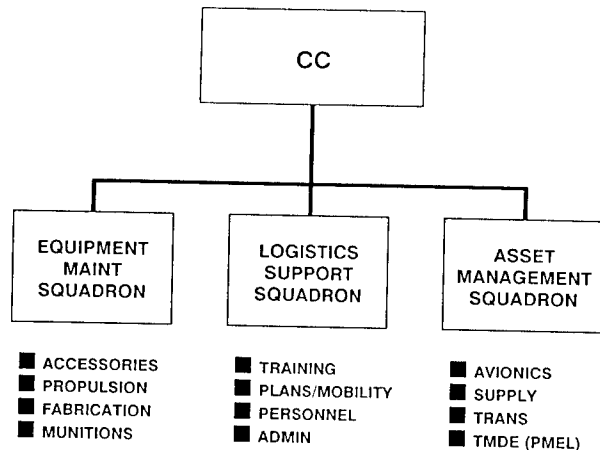 CC
EQUIPMENT
MAINT
SQUADRON
LOGISTICS
SUPPORT
SQUADRON
ASSET
MANAGEMENT
SQUADRON
ACCESSORIES
PROPULSION
FABRICATION
MUNITIONS
TRAINING
PLANS/MOBILITY
PERSONNEL
ADMIN
AVIONICS
SUPPLY
TRANS
TMDE (PMEL)